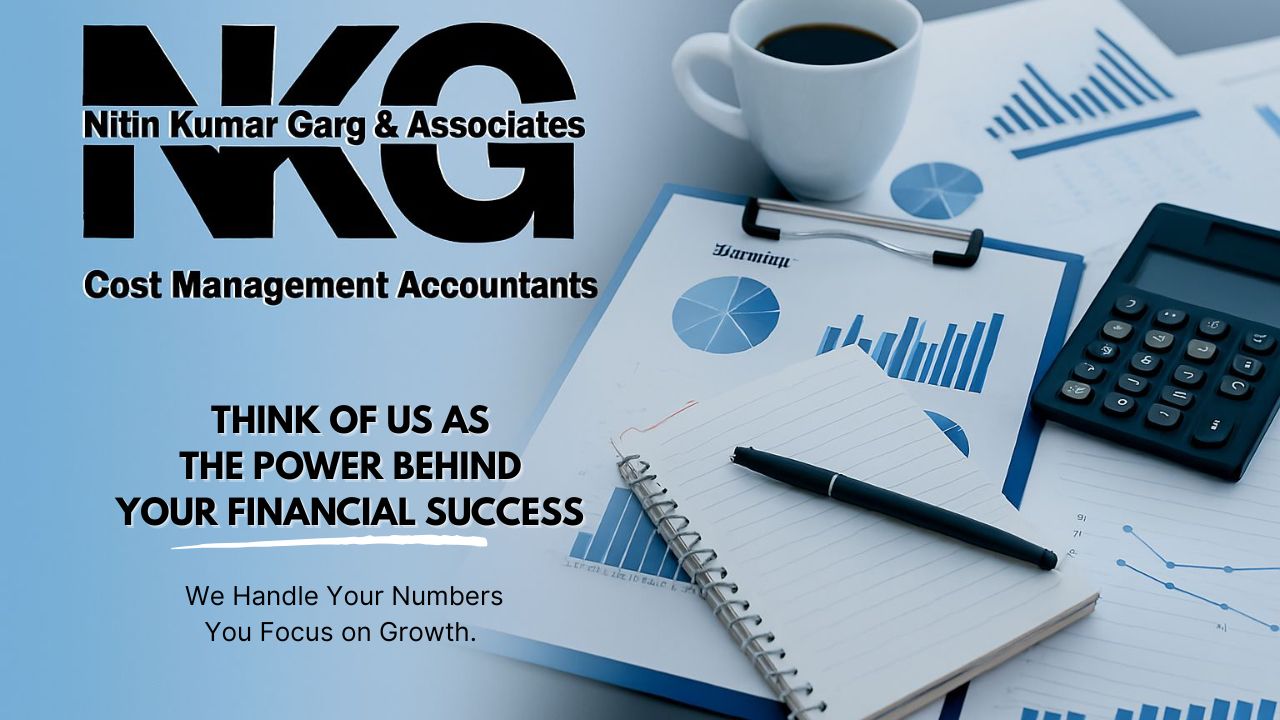 NKG
Nitin Kumar Garg & Associates
Cost Management Accountants
THINK OF US AS
THE POWER BEHIND
YOUR FINANCIAL SUCCESS
We Handle Your Numbers
You Focus on Growth.